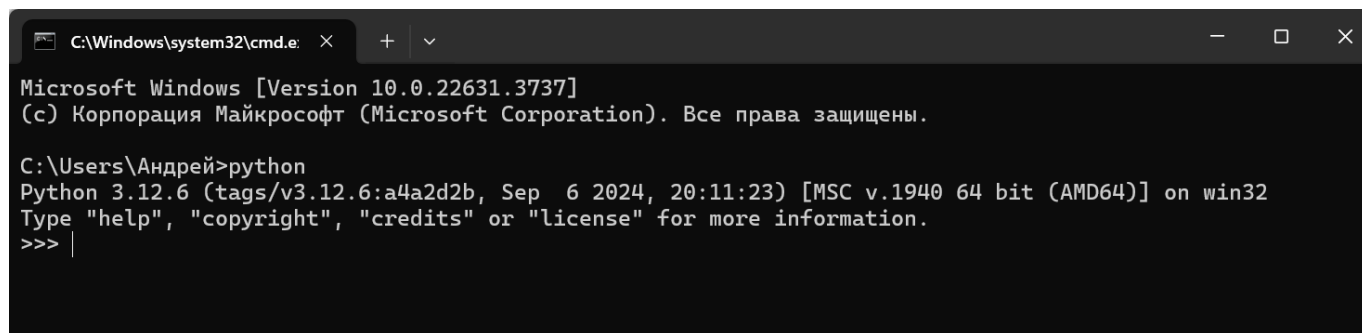 C:\Windows\system32\cmd.e
Microsoft Windows [Version 10.0.22631.3737]
(c) Корпорация Майкрософт (Microsoft Corporation). Все права защищены.
C:\Users\Андрей>python
Python 3.12.6 (tags/v3.12.6:a4a2d2b, Sep  6 2024, 20:11:23) [MSC v.1940 64 bit (AMD64)] on win32
Type "help", "copyright", "credits" or "license" for more information.
>>>